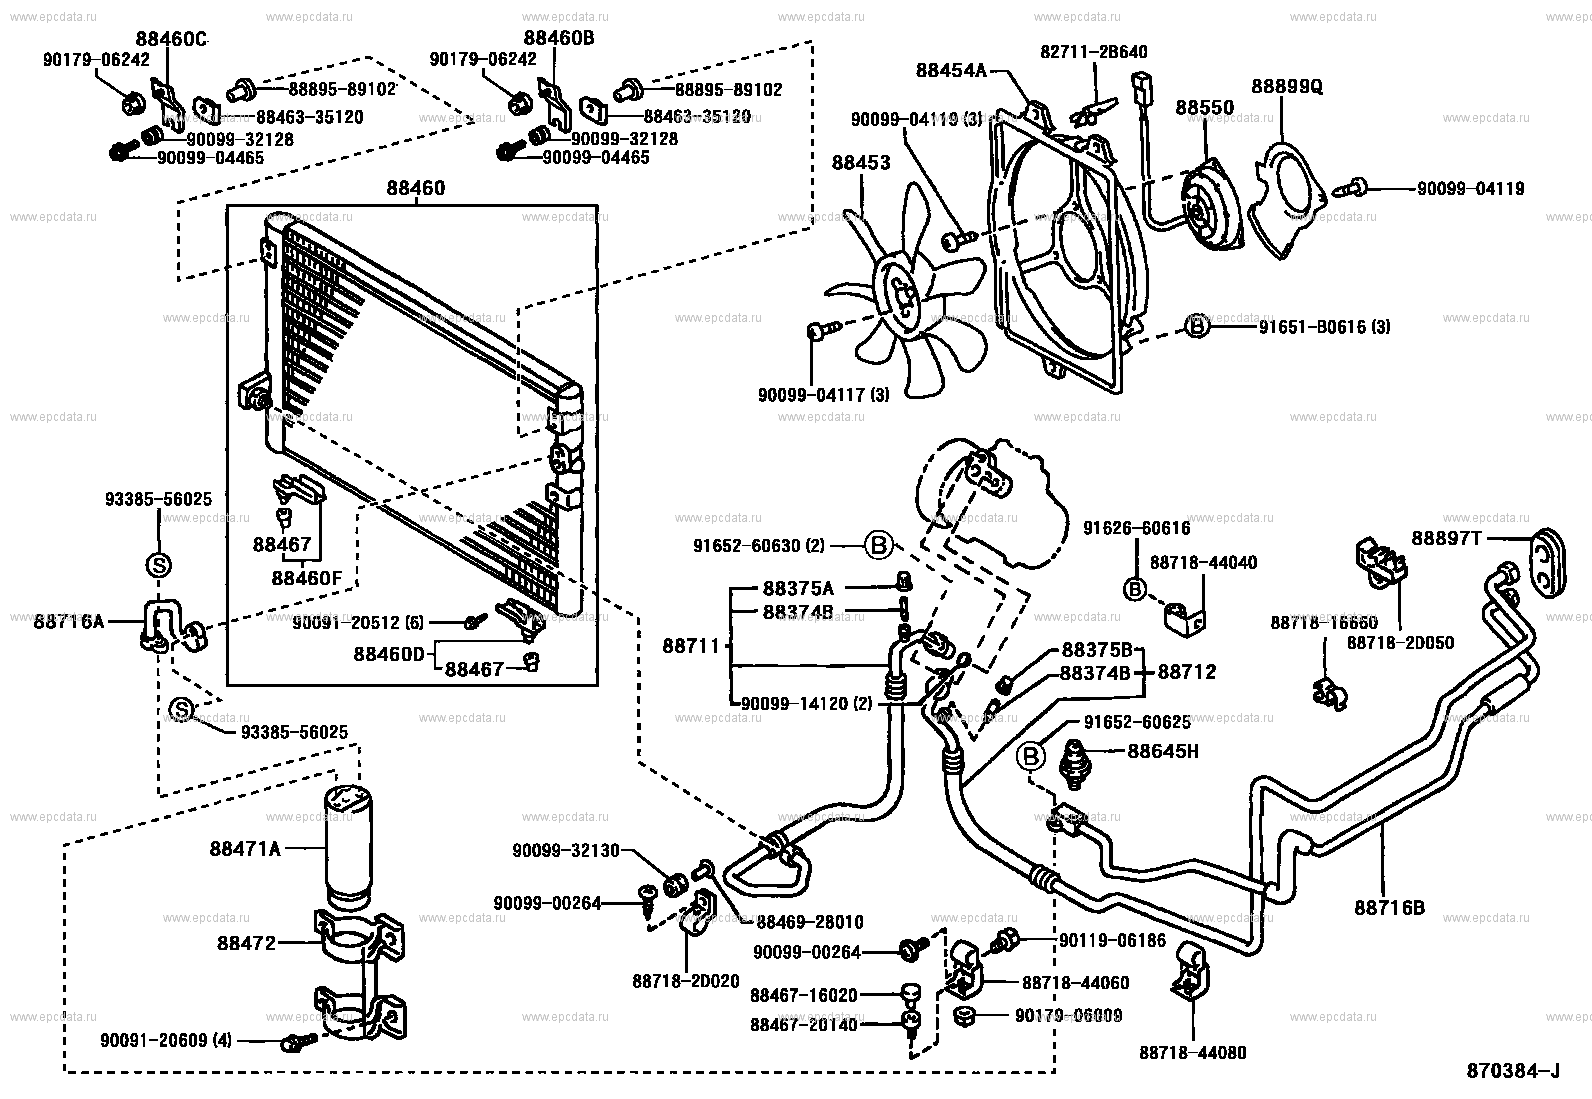 88460C
90179-06242
88895-89102
88463-35120
90099-32128
90099-04465
88460B
90179-06242
88895-89102
88463-35120
90099-32128
90099-04465
88460
88454A
82711-2B640
90099-04119 (3)
88453
88550
88899Q
90099-04119
91651-B0616 (3)
B
90099-04117 (3)
93385-56025
S
88467
88460F
88716A
90091-20512 (6)
88460D
88467
S
93385-56025
91652-60630 (2)
B
88375A
88374B
88711
90099-14120 (2)
88375B
88374B
88712
91652-60625
B
88645H
91626-60616
B
88718-44040
88897T
88718-16660
88718-2D050
88716B
88471A
88472
90091-20609 (4)
90099-32130
90099-00264
88469-28010
88718-2D020
90099-00264
90119-06186
88467-16020
88718-44060
88467-20140
90179-06009
88718-44080
870384-J
www.epcdata.ru